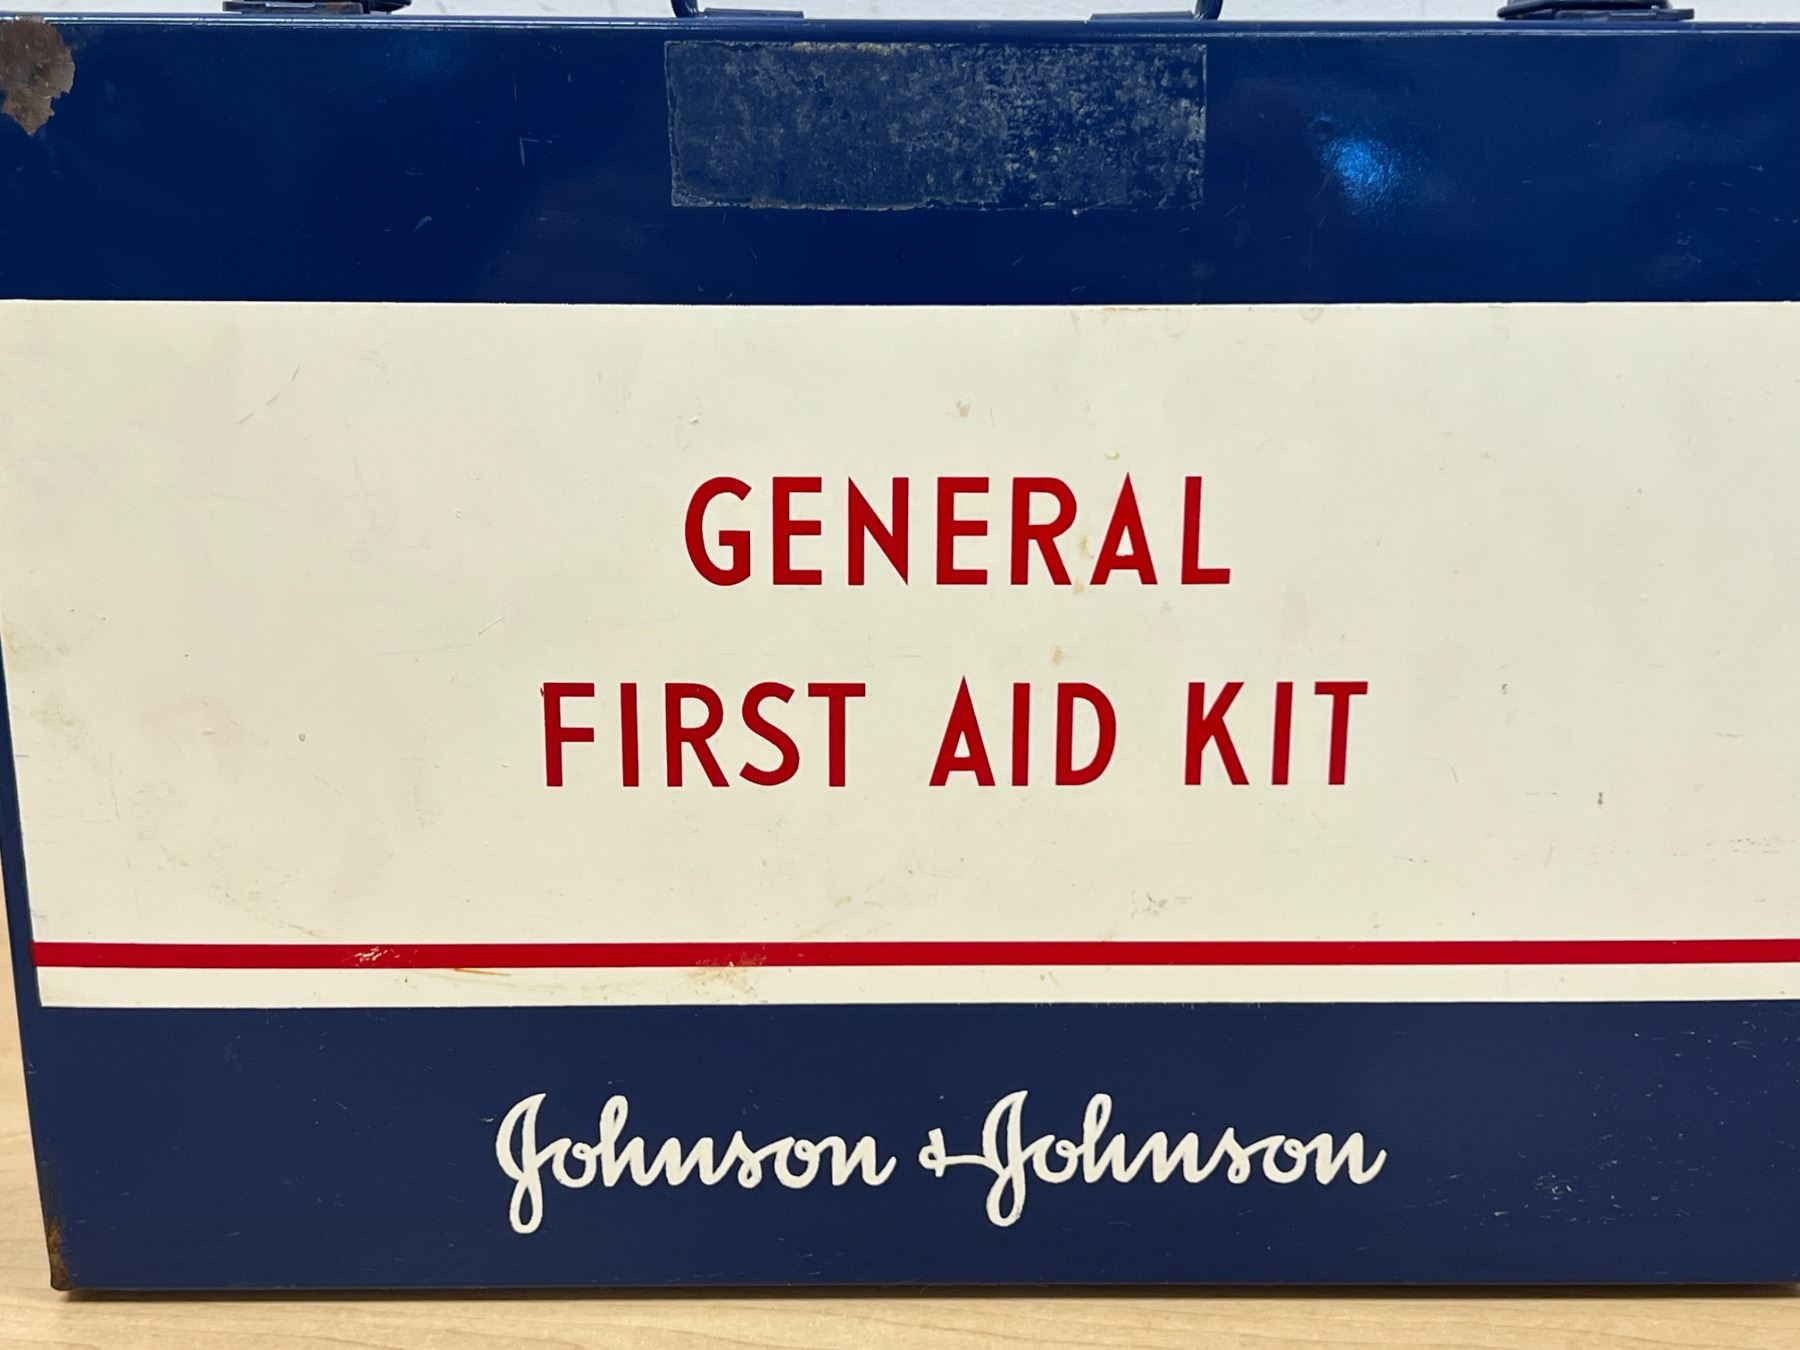 GENERAL
FIRST AID KIT
Johnson & Johnson